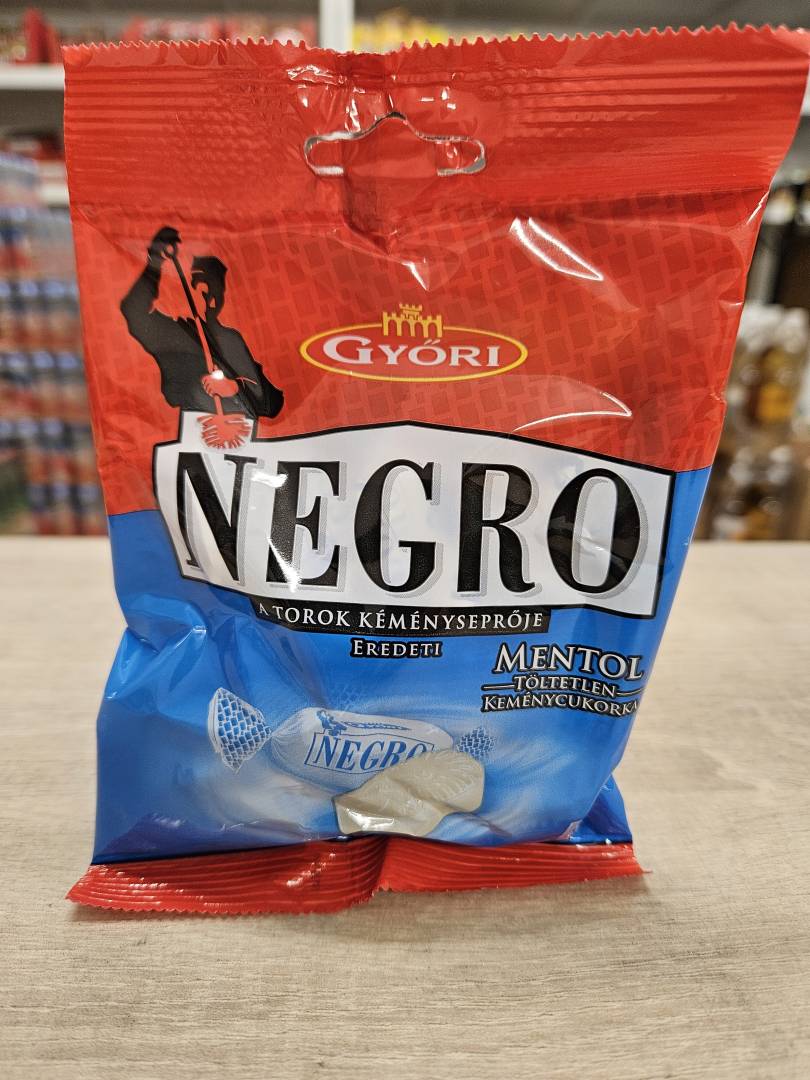 GYŐRI
NEGRO
A TOROK KÉMÉNYSEPRŐJE
EREDETI
MENTOL
TÖLTETLEN
KEMÉNYCUKORKA
NEGRO